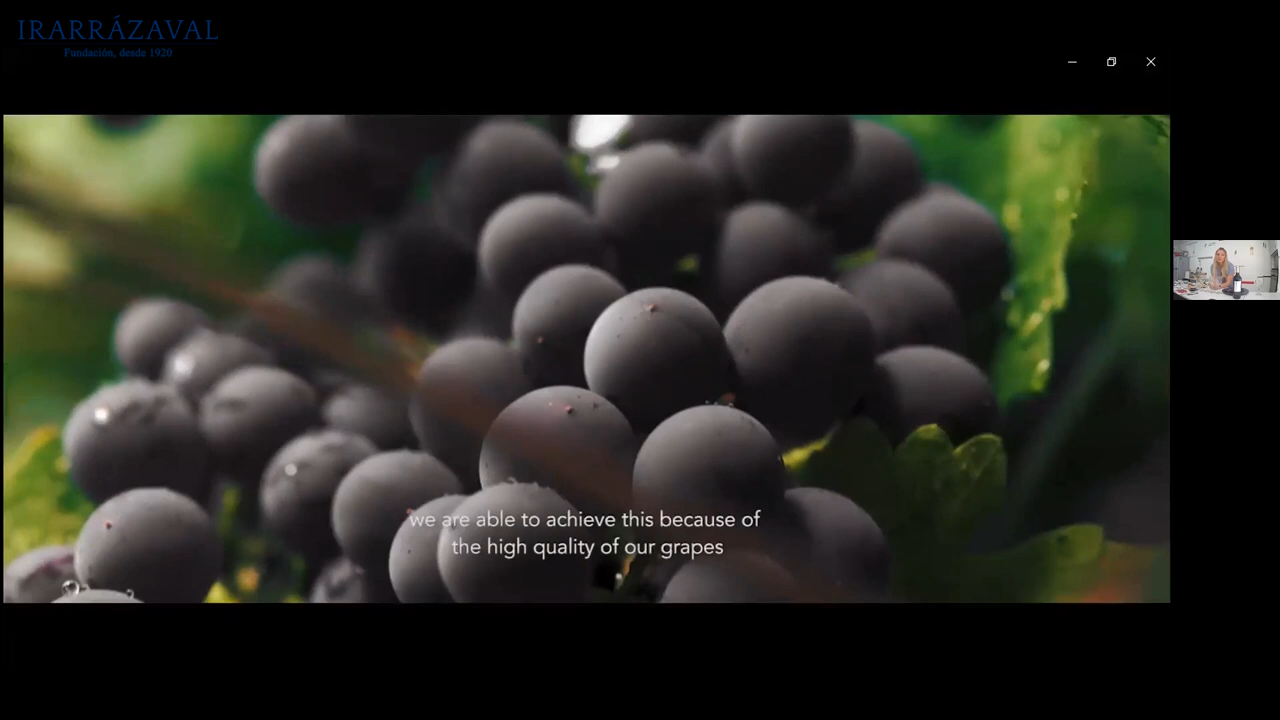 IRARRÁZAVAL
Fundación, desde 1920
we are able to achieve this because of
the high quality of our grapes